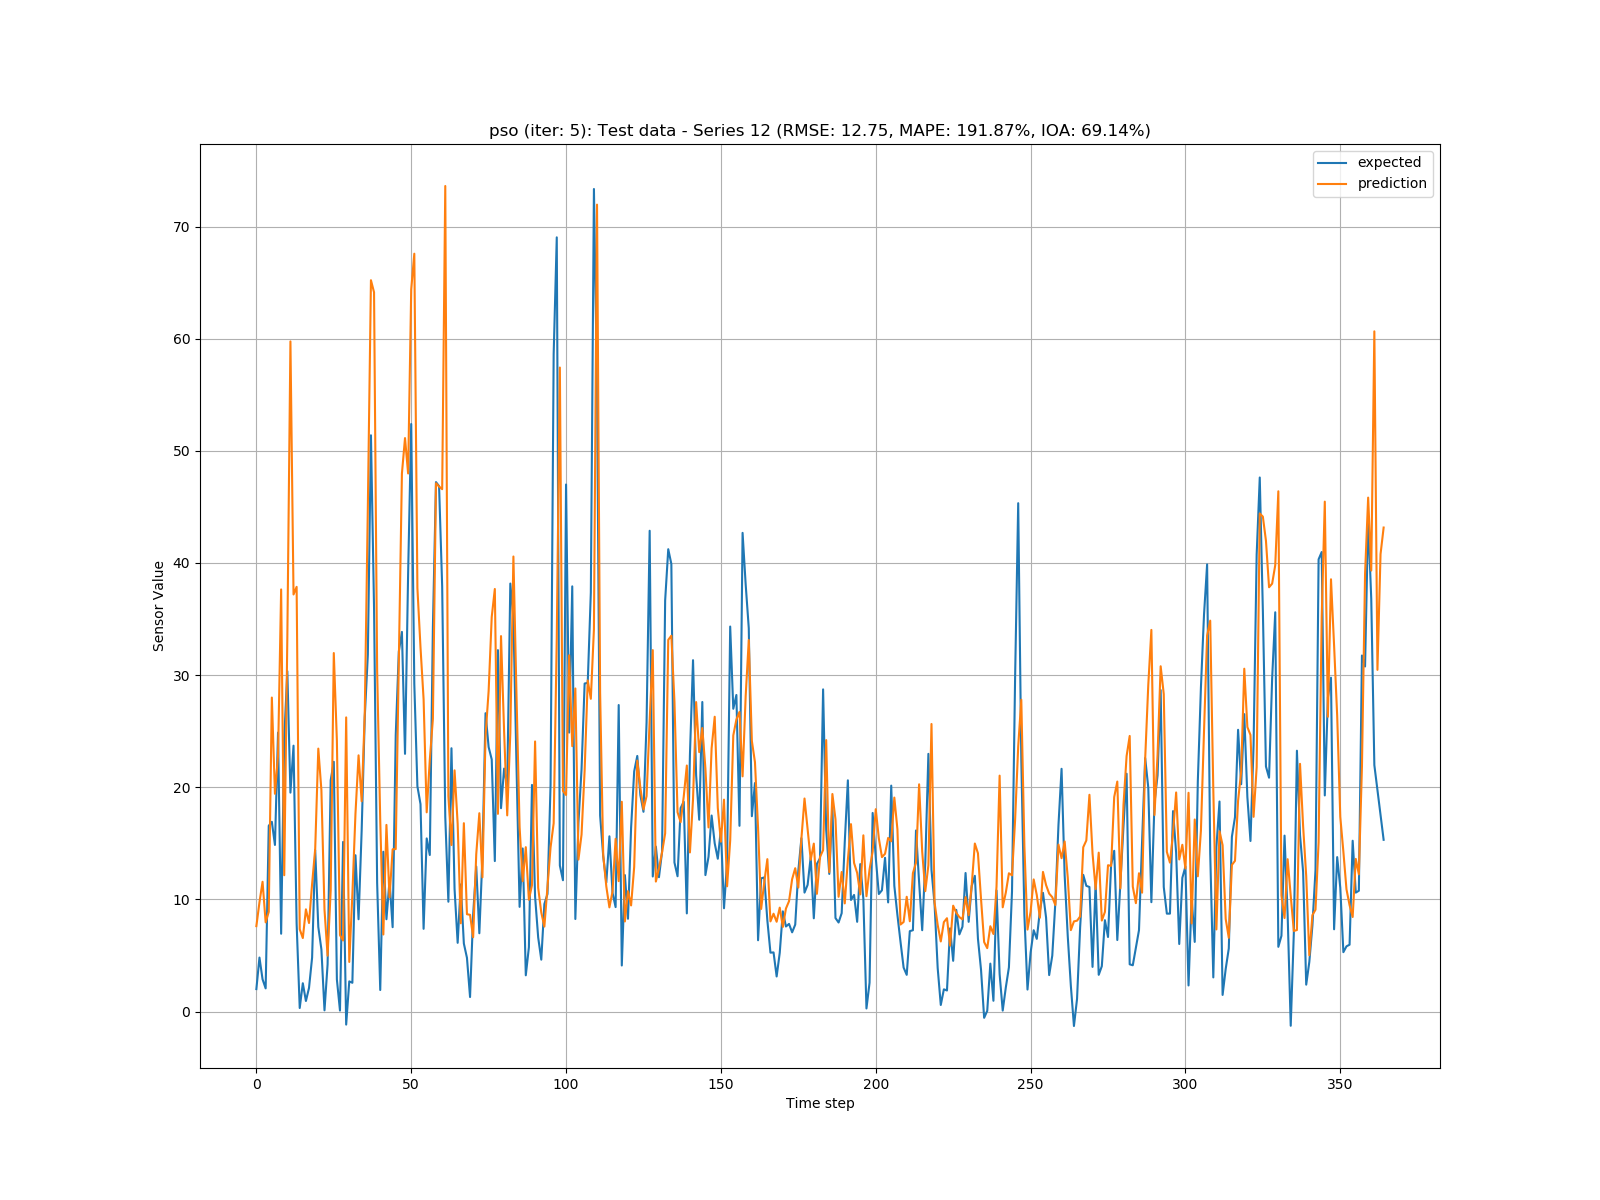 pso (iter: 5): Test data - Series 12 (RMSE: 12.75, MAPE: 191.87%, IOA: 69.14%)
expected
prediction
70
60
50
40
30
20
10
0
Sensor Value
0 50 100 150 200 250 300 350
Time step